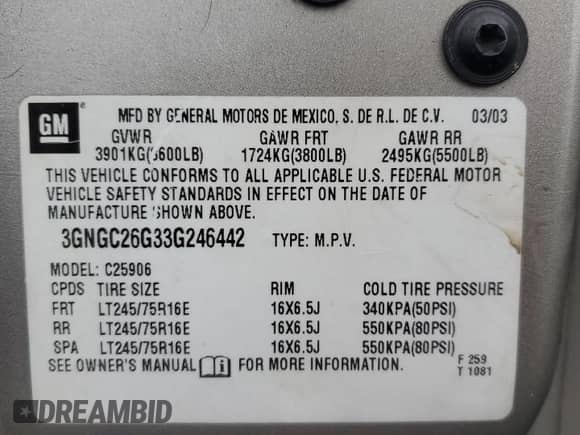 GM ® MFD BY GENERAL MOTORS DE MEXICO, S. DE R.L. DE C.V. 03/03
GVWR GAWR FRT GAWR RR
3901KG( 600LB) 1724KG(3800LB) 2495KG(5500LB)
THIS VEHICLE CONFORMS TO ALL APPLICABLE U.S. FEDERAL MOTOR
VEHICLE SAFETY STANDARDS IN EFFECT ON THE DATE OF
MANUFACTURE SHOWN ABOVE.
3GNGC26G33G246442 TYPE: M.P.V.
MODEL: C25906
CPDS TIRE SIZE RIM COLD TIRE PRESSURE
FRT LT245/75R16E 16X6.5J 340KPA(50PSI)
RR LT245/75R16E 16X6.5J 550KPA(80PSI)
SPA LT245/75R16E 16X6.5J 550KPA(80PSI)
SEE OWNER'S MANUAL i FOR MORE INFORMATION. F 259
T 1081
DREAMBID